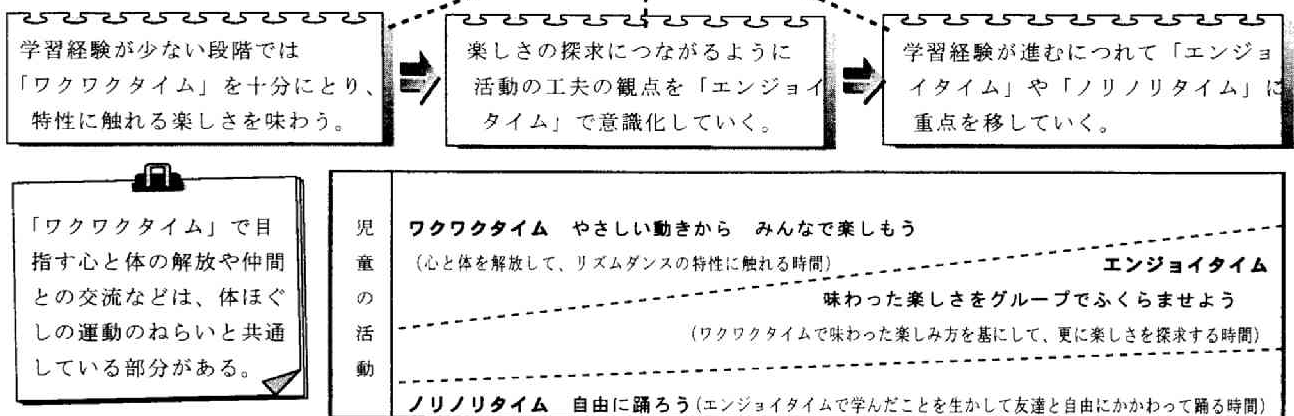 学習経験が少ない段階では
「ワクワクタイム」を十分にとり、
特性に触れる楽しさを味わう。
楽しさの探求につながるように
活動の工夫の観点を「エンジョイ
タイム」で意識化していく。
学習経験が進むにつれて「エンジョ
イタイム」や「ノリノリタイム」に
重点を移していく。
「ワクワクタイム」で目
指す心と体の解放や仲間
との交流などは、体ほぐ
しの運動のねらいと共通
している部分がある。
児童の活動
ワクワクタイム　やさしい動きから　みんなで楽しもう
（心と体を解放して、リズムダンスの特性に触れる時間）
エンジョイタイム
味わった楽しさをグループでふくらませよう
（ワクワクタイムで味わった楽しみ方を基にして、更に楽しさを探求する時間）
ノリノリタイム　自由に踊ろう（エンジョイタイムで学んだことを生かして友達と自由にかかわって踊る時間）